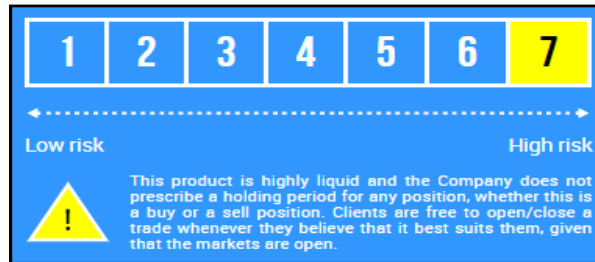 1 2 3 4 5 6 7
Low risk High risk
This product is highly liquid and the Company does not
prescribe a holding period for any position, whether this is
a buy or a sell position. Clients are free to open/close a
trade whenever they believe that it best suits them, given
that the markets are open.
!